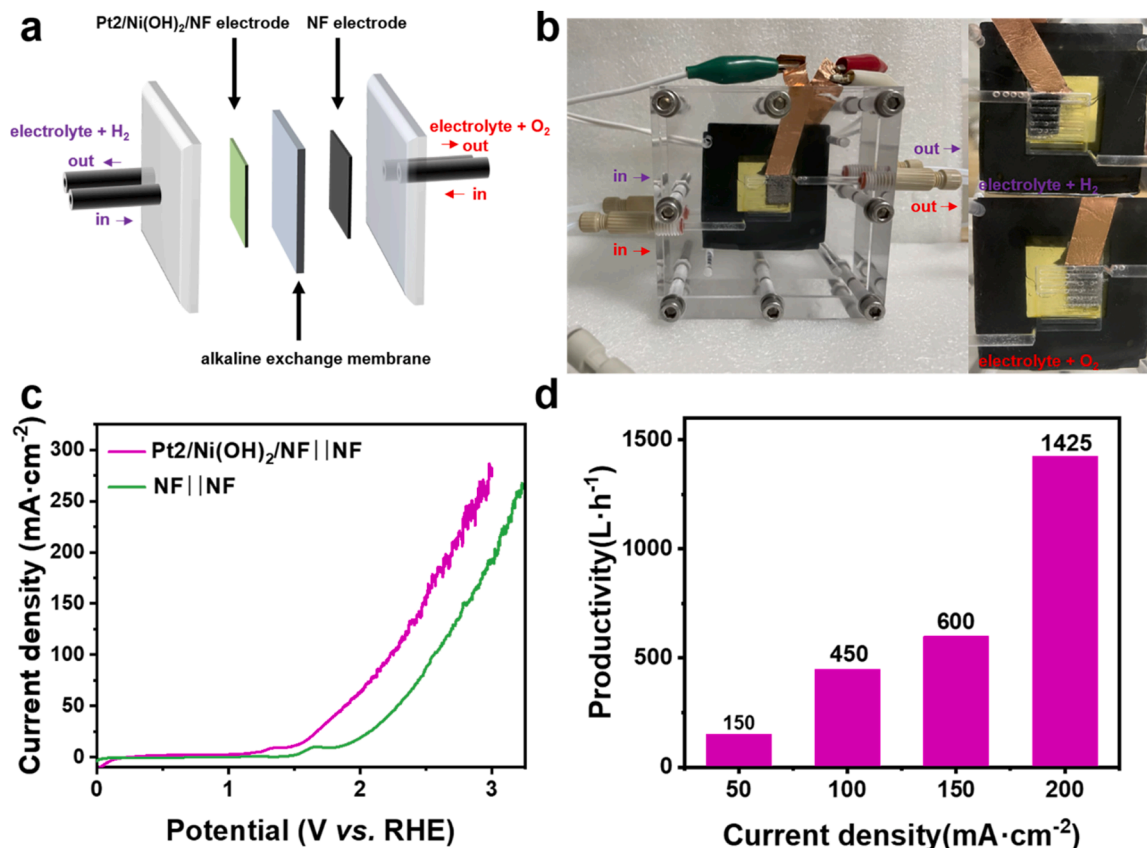 a
Pt2/Ni(OH)₂/NF electrode
NF electrode
electrolyte + H₂
out
in
electrolyte + O₂
out
in
alkaline exchange membrane
b
in
in
out
out
electrolyte + H₂
electrolyte + O₂
c
Current density (mA·cm⁻²)
300
250
200
150
100
50
0
Pt2/Ni(OH)₂/NF||NF
NF||NF
0 1 2 3
Potential (V vs. RHE)
d
Productivity(L·h⁻¹)
1500
1000
500
0
150
450
600
1425
50 100 150 200
Current density(mA·cm⁻²)